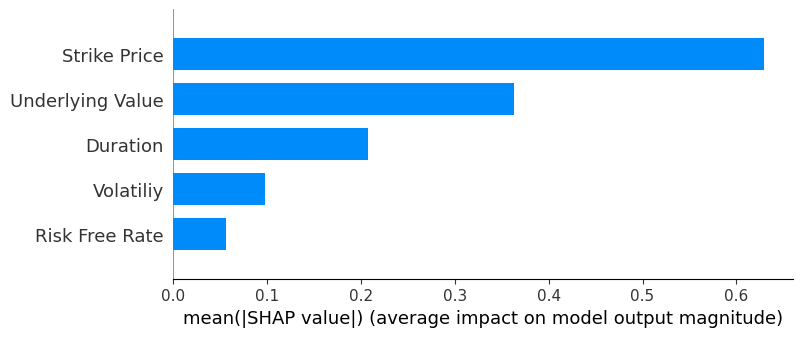 Strike Price
Underlying Value
Duration
Volatiliy
Risk Free Rate
0.0 0.1 0.2 0.3 0.4 0.5 0.6
mean(|SHAP value|) (average impact on model output magnitude)